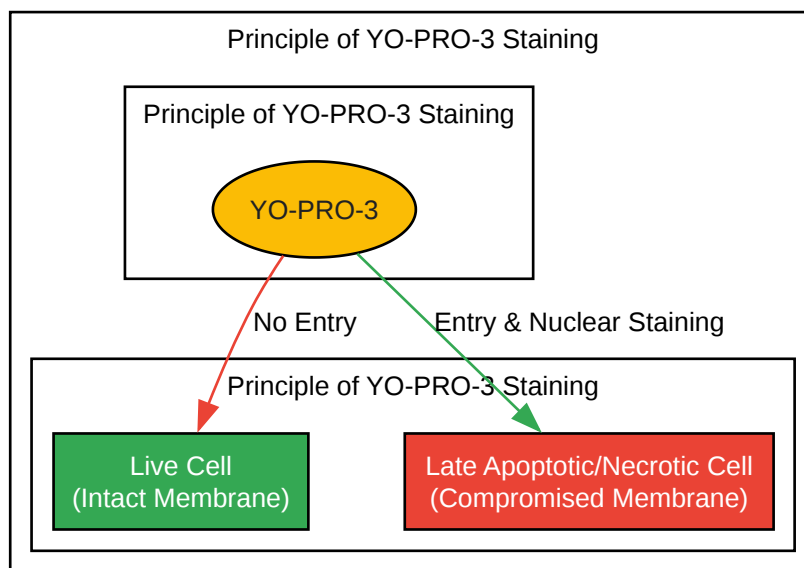 Principle of YO-PRO-3 Staining
Principle of YO-PRO-3 Staining
YO-PRO-3
No Entry
Entry & Nuclear Staining
Principle of YO-PRO-3 Staining
Live Cell
(Intact Membrane)
Late Apoptotic/Necrotic Cell
(Compromised Membrane)